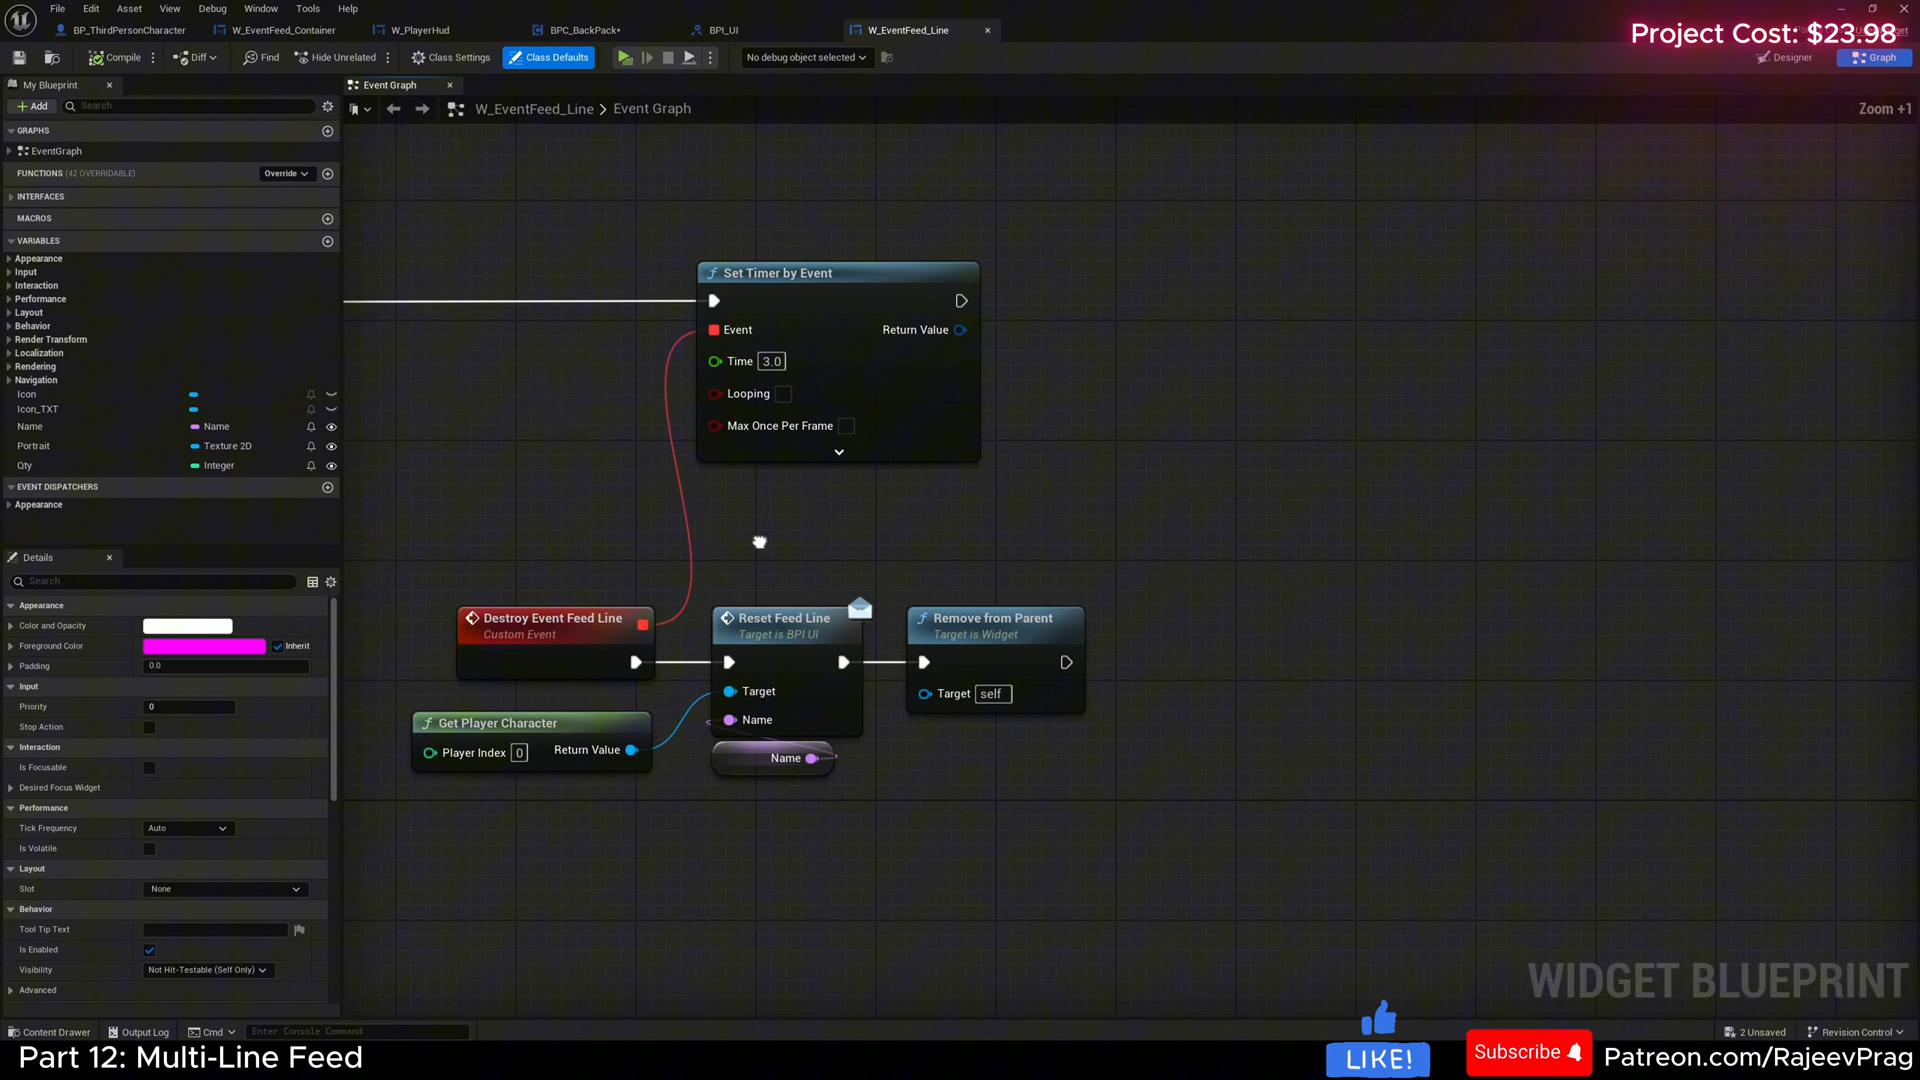 File Edit Asset View Debug Window Tools Help
BP_ThirdPersonCharacter W_EventFeed_Container W_PlayerHud BPC_BackPack* BPI_UI W_EventFeed_Line
Project Cost: $23.98
Compile Diff Find Hide Unrelated Class Settings Class Defaults No debug object selected Designer Graph
My Blueprint Event Graph
Add Search W_EventFeed_Line > Event Graph Zoom +1
GRAPHS
EventGraph
FUNCTIONS (42 OVERRIDABLE) Override
INTERFACES
MACROS
VARIABLES
Appearance
Input
Interaction
Performance
Layout
Behavior
Render Transform
Localization
Rendering
Navigation
Icon
Icon_TXT
Name Name
Portrait Texture 2D
Qty Integer
EVENT DISPATCHERS
Appearance
Set Timer by Event
Event Return Value
Time 3.0
Looping
Max Once Per Frame
Destroy Event Feed Line
Custom Event
Reset Feed Line
Target is BPI UI
Target
Name
Remove from Parent
Target is Widget
Target self
Get Player Character
Player Index 0 Return Value
Name
Details
Search
Appearance
Color and Opacity
Foreground Color Inherit
Padding 0.0
Input
Priority 0
Stop Action
Interaction
Is Focusable
Desired Focus Widget
Performance
Tick Frequency Auto
Is Volatile
Layout
Slot None
Behavior
Tool Tip Text
Is Enabled
Visibility Not Hit-Testable (Self Only)
Advanced
WIDGET BLUEPRINT
Content Drawer Output Log Cmd Enter Console Command 2 Unsaved Revision Control
Part 12: Multi-Line Feed
LIKE!
Subscribe
Patreon.com/RajeevPrag